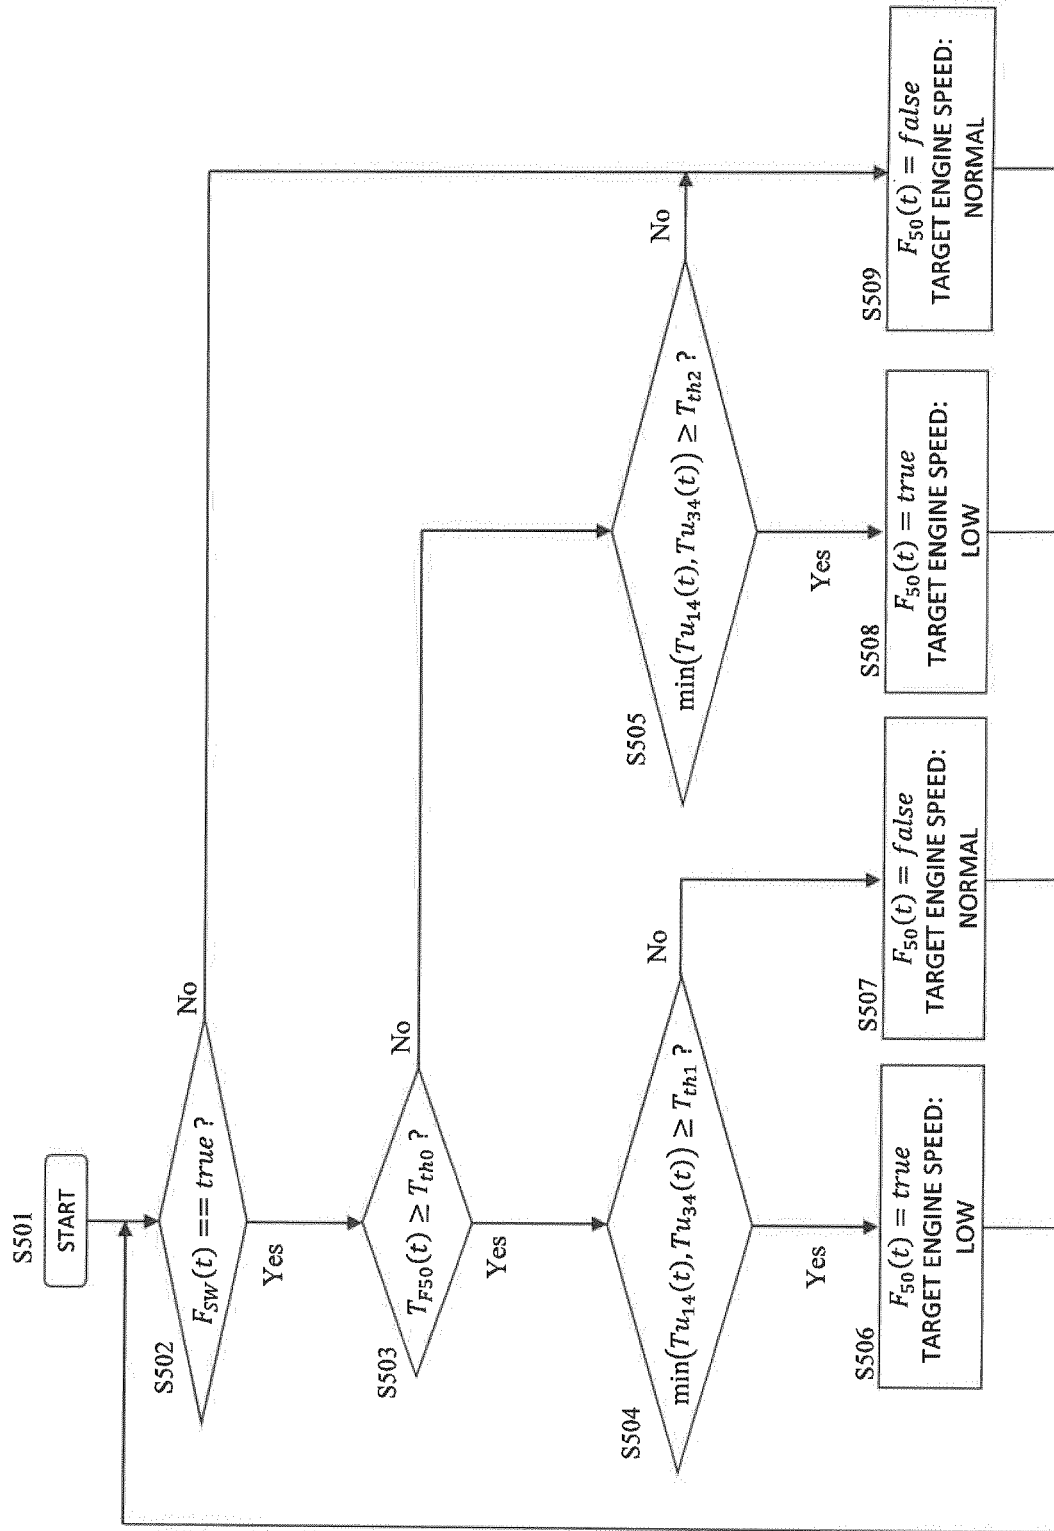 S501
START
S502
F_SW(t) == true ?
No
Yes
S503
T_F50(t) ≥ T_th0 ?
No
Yes
S504
min(Tu_14(t), Tu_34(t)) ≥ T_th1 ?
No
Yes
S505
min(Tu_14(t), Tu_34(t)) ≥ T_th2 ?
No
Yes
S506
F_50(t) = true
TARGET ENGINE SPEED:
LOW
S507
F_50(t) = false
TARGET ENGINE SPEED:
NORMAL
S508
F_50(t) = true
TARGET ENGINE SPEED:
LOW
S509
F_50(t) = false
TARGET ENGINE SPEED:
NORMAL